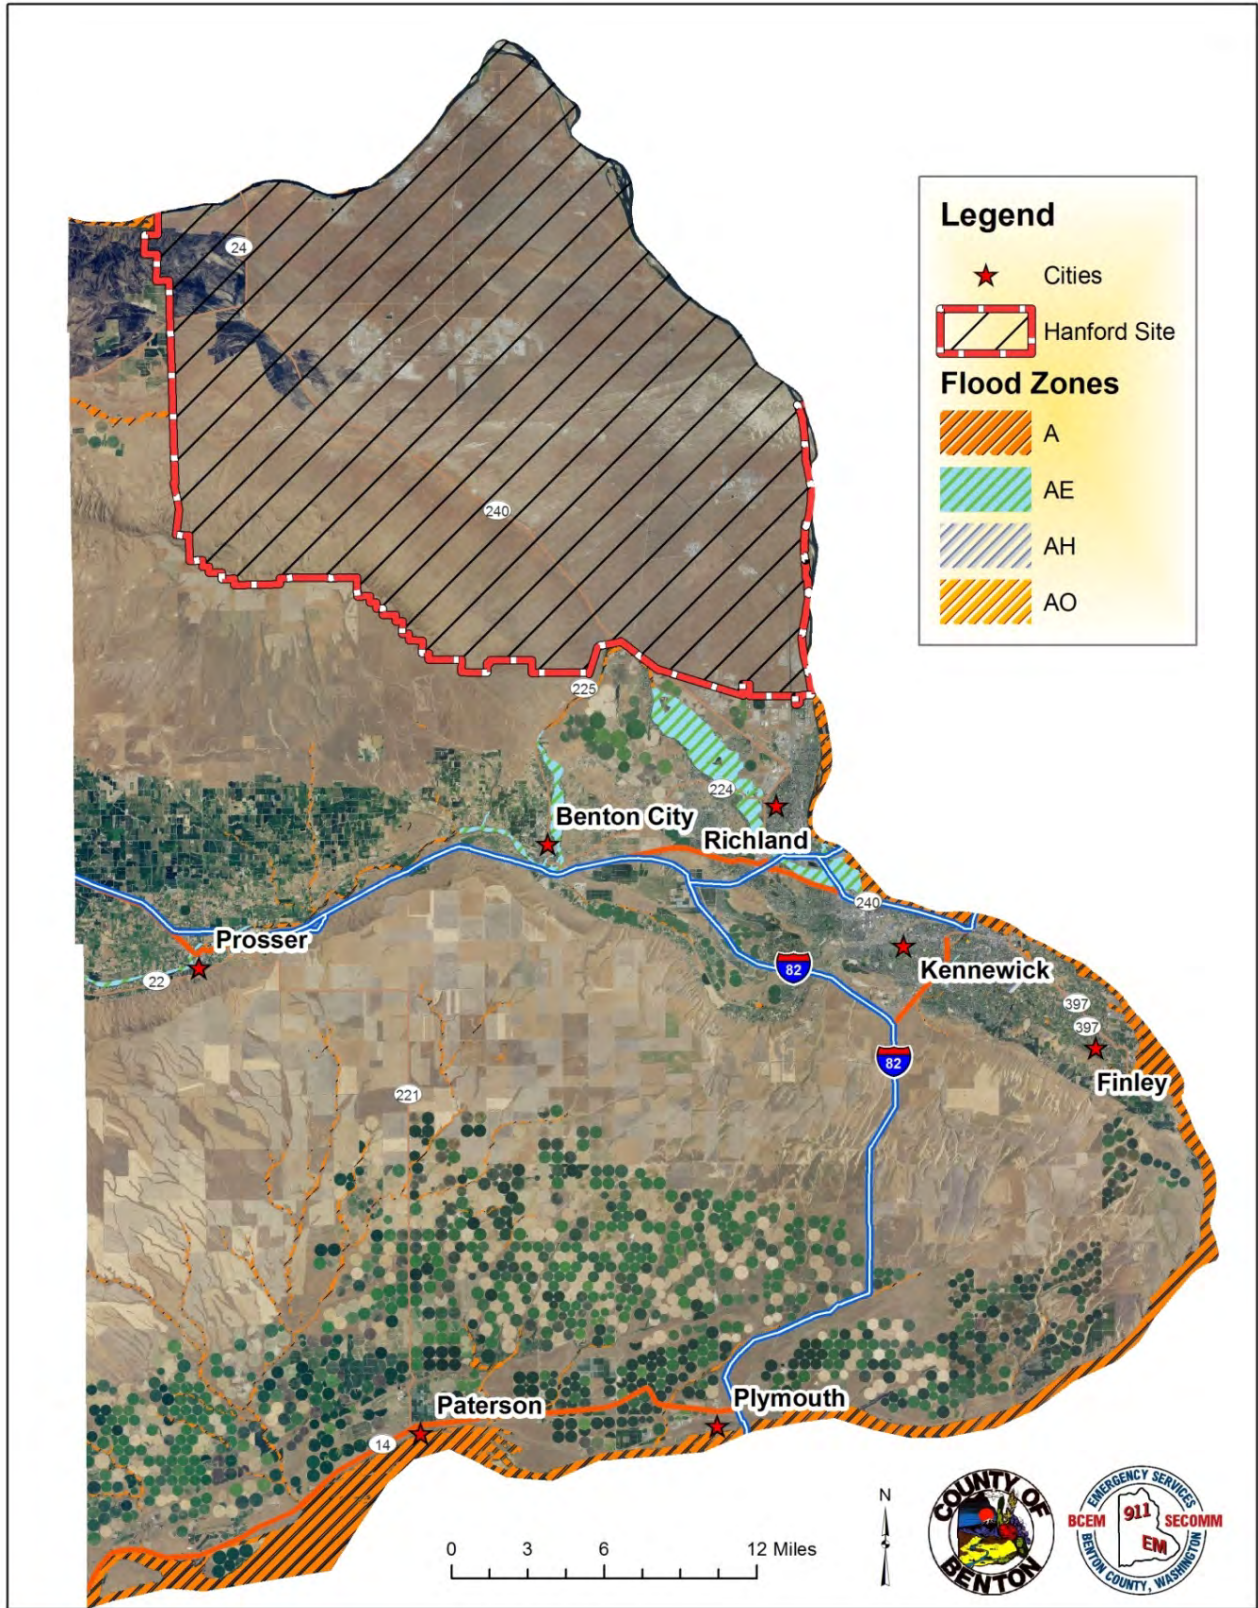 Legend
Cities
Hanford Site
Flood Zones
A
AE
AH
AO
24
240
225
224
Benton City
Richland
240
Prosser
22
82
Kennewick
397
397
82
Finley
221
Paterson
Plymouth
14
N
0 3 6 12 Miles
COUNTY OF
BENTON
EMERGENCY SERVICES
BCEM 911 SECOMM
EM
BENTON COUNTY, WASHINGTON